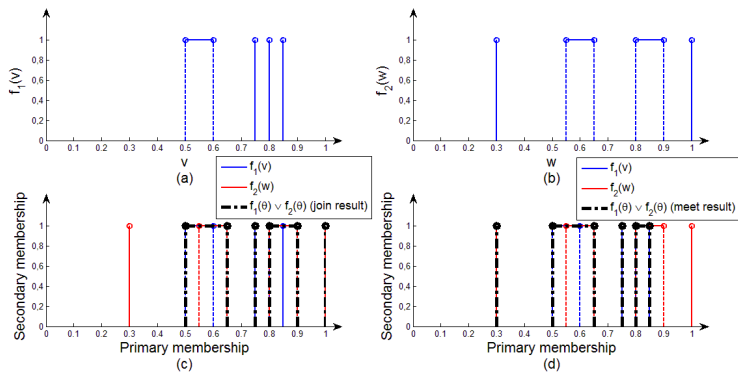 f1(v)
1
0,8
0,6
0,4
0,2
0
0 0.1 0.2 0.3 0.4 0.5 0.6 0.7 0.8 0.9 1
v
(a)
f2(w)
1
0,8
0,6
0,4
0,2
0
0 0.1 0.2 0.3 0.4 0.5 0.6 0.7 0.8 0.9 1
w
(b)
f1(v)
f2(w)
f1(θ) ∨ f2(θ) (join result)
Secondary membership
1
0,8
0,6
0,4
0,2
0
0 0.1 0.2 0.3 0.4 0.5 0.6 0.7 0.8 0.9 1
Primary membership
(c)
f1(v)
f2(w)
f1(θ) ∨ f2(θ) (meet result)
Secondary membership
1
0,8
0,6
0,4
0,2
0
0 0.1 0.2 0.3 0.4 0.5 0.6 0.7 0.8 0.9 1
Primary membership
(d)